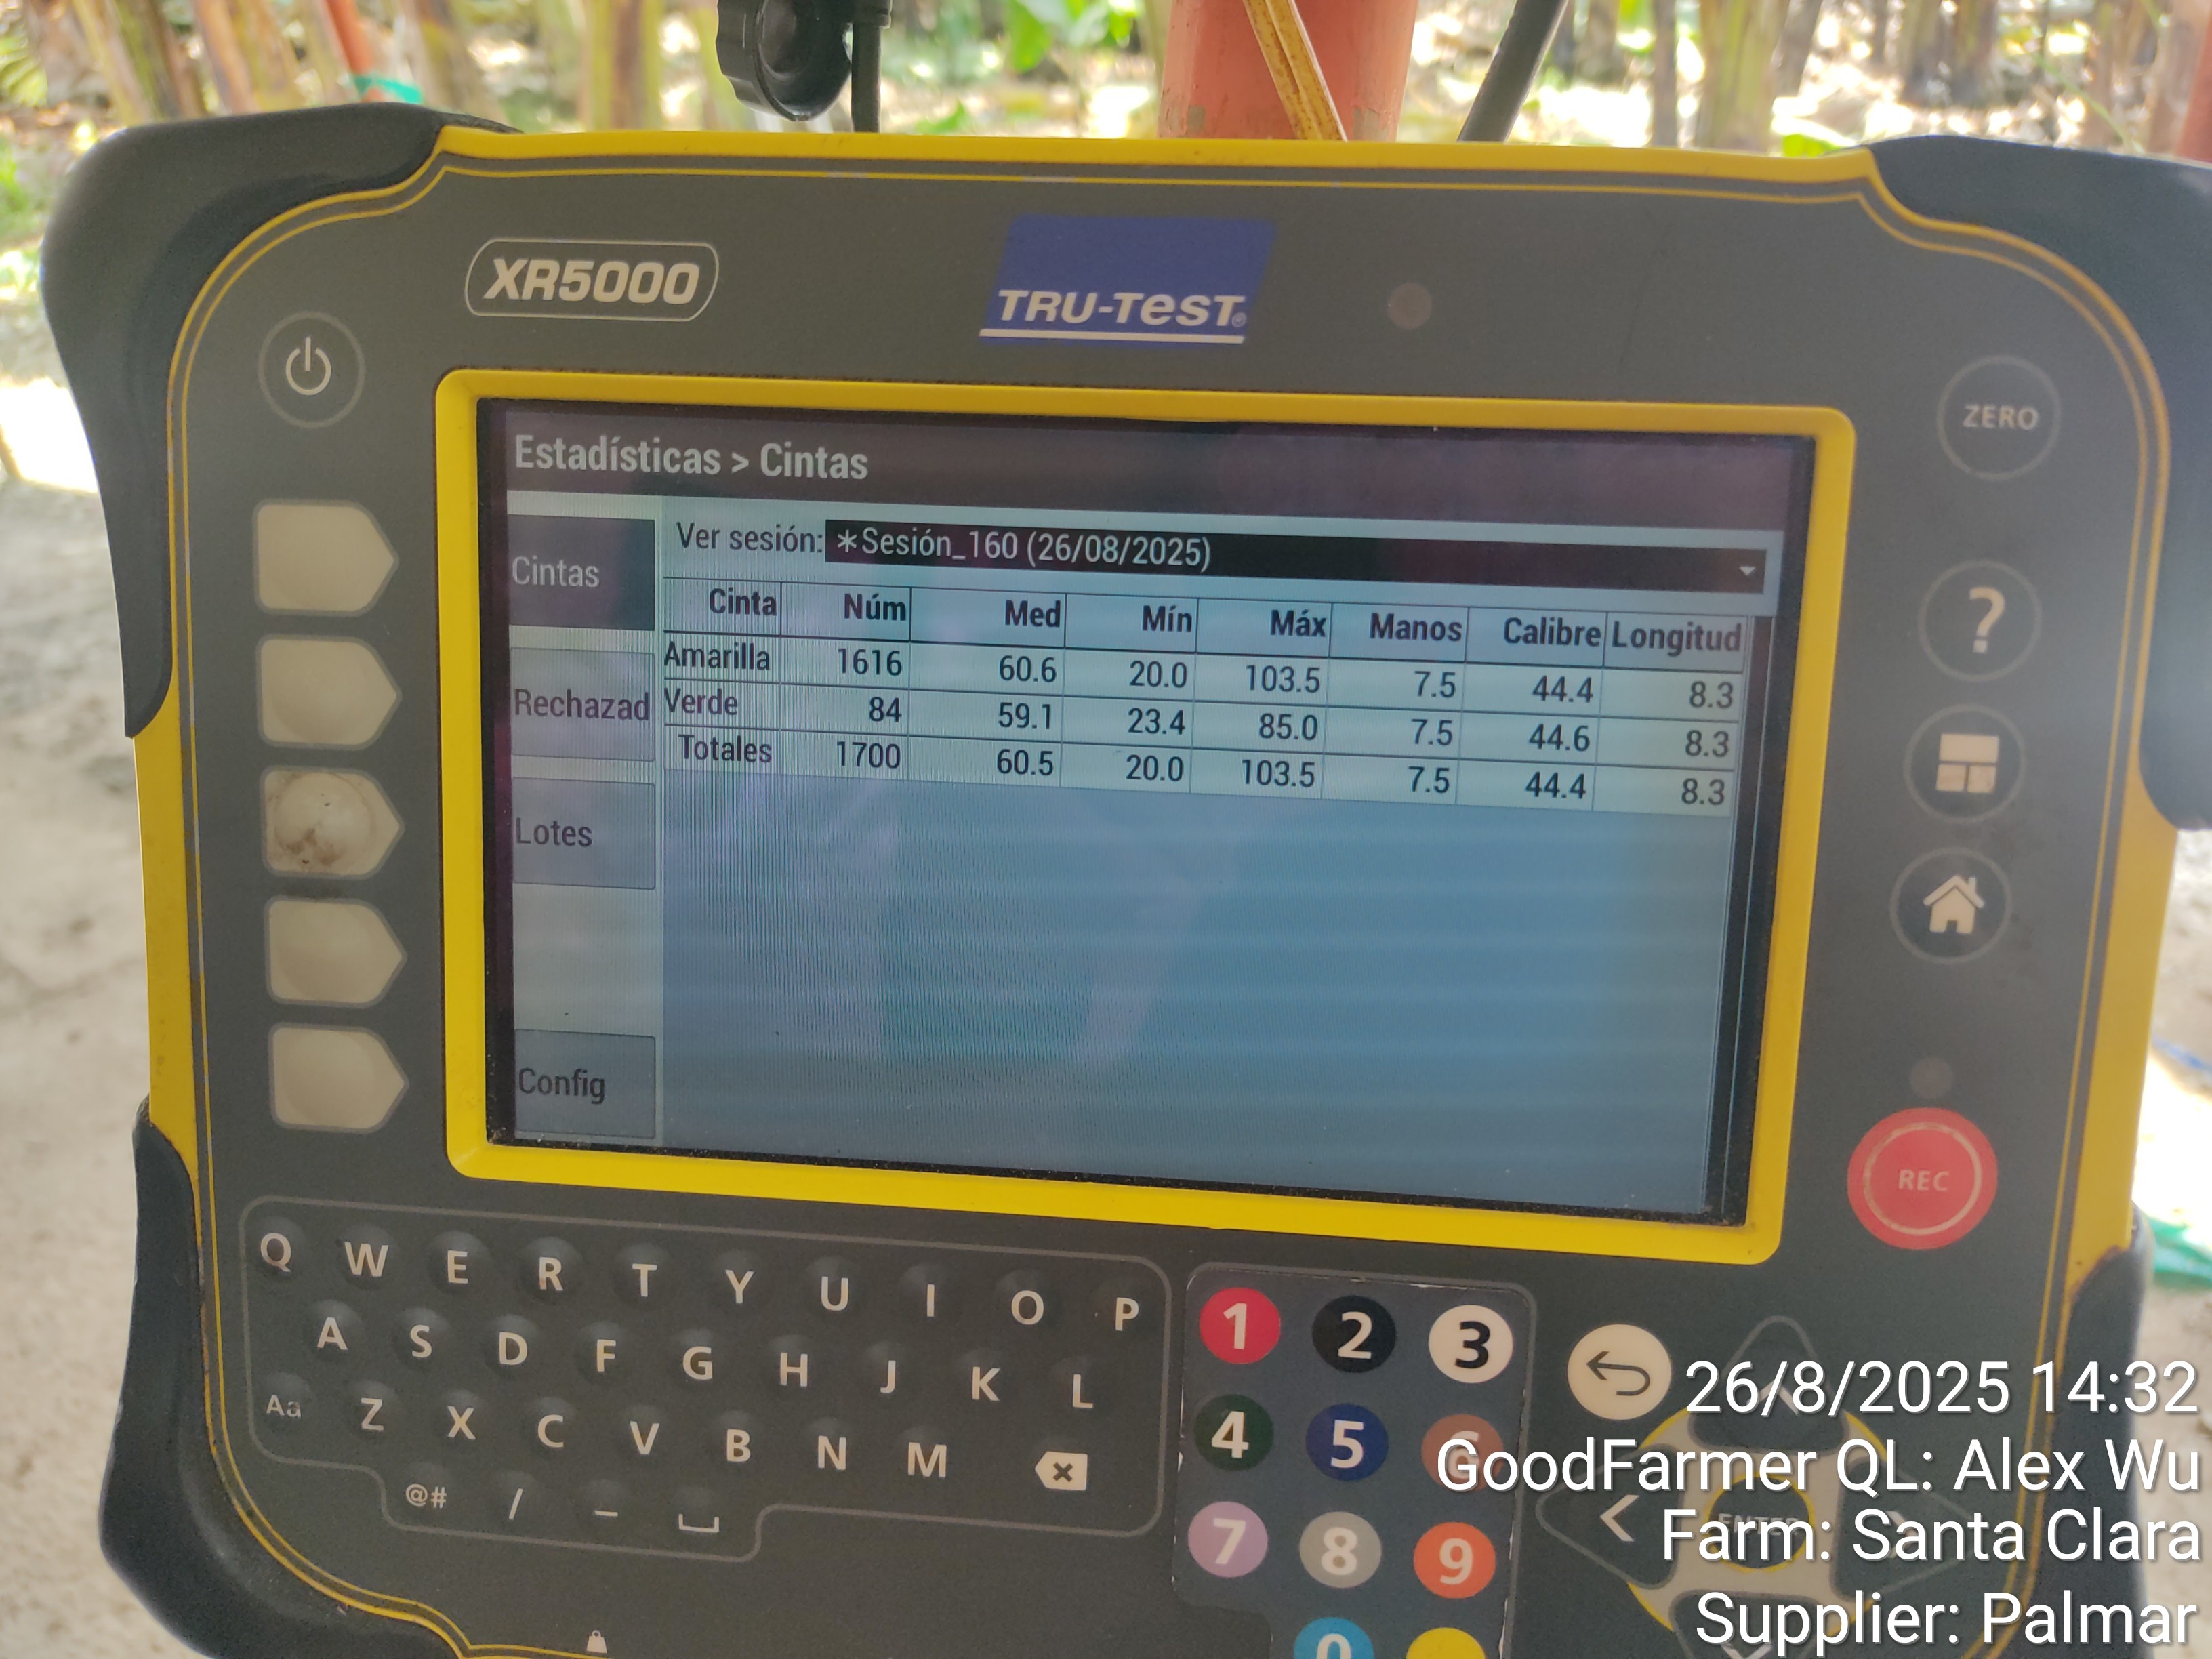 XR5000
TRU-TEST
ZERO
Estadísticas > Cintas
Cintas
Rechazad
Lotes
Config
Ver sesión: *Sesión_160 (26/08/2025)
Cinta Núm Med Mín Máx Manos Calibre Longitud
Amarilla 1616 60.6 20.0 103.5 7.5 44.4 8.3
Verde 84 59.1 23.4 85.0 7.5 44.6 8.3
Totales 1700 60.5 20.0 103.5 7.5 44.4 8.3
?
REC
Q W E R T Y U I O P
A S D F G H J K L
Aa Z X C V B N M
@# / –
1 2 3
4 5 6
7 8 9
0
ENTER
26/8/2025 14:32
GoodFarmer QL: Alex Wu
Farm: Santa Clara
Supplier: Palmar